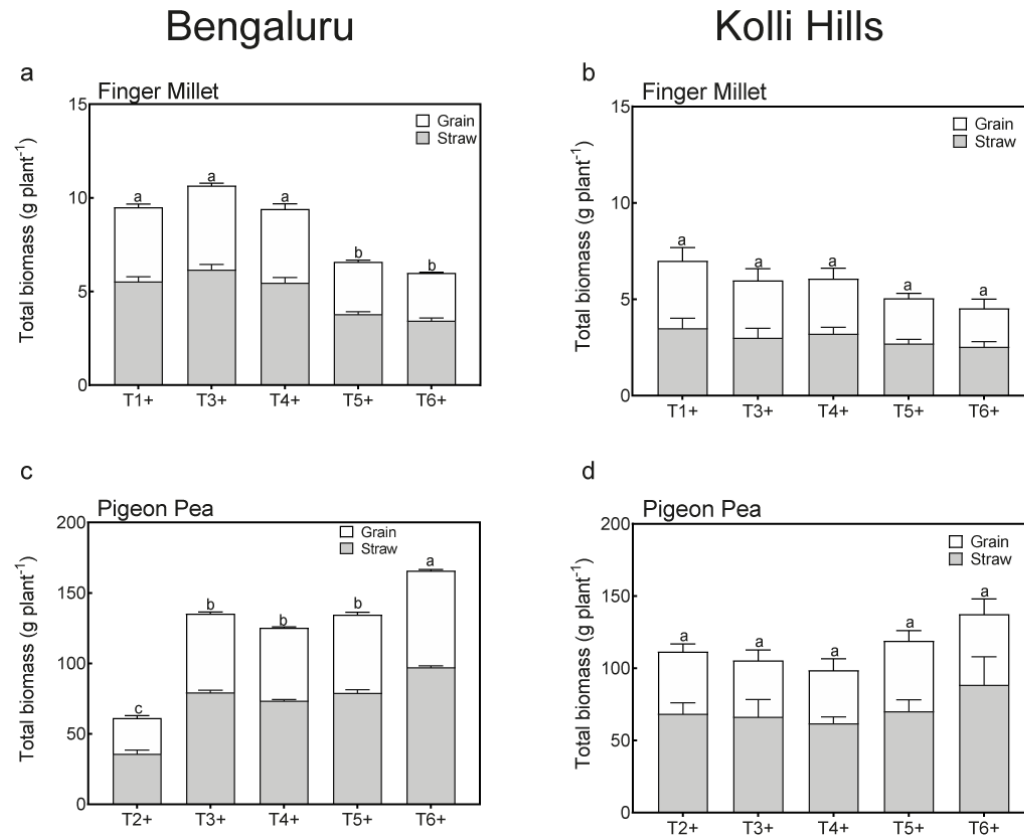 Bengaluru
Kolli Hills
a
Finger Millet
Grain
Straw
Total biomass (g plant⁻¹)
15
10
5
0
a
a
a
b
b
T1+
T3+
T4+
T5+
T6+
b
Finger Millet
Grain
Straw
Total biomass (g plant⁻¹)
15
10
5
0
a
a
a
a
a
T1+
T3+
T4+
T5+
T6+
c
Pigeon Pea
Grain
Straw
Total biomass (g plant⁻¹)
200
150
100
50
0
c
b
b
b
a
T2+
T3+
T4+
T5+
T6+
d
Pigeon Pea
Grain
Straw
Total biomass (g plant⁻¹)
200
150
100
50
0
a
a
a
a
a
T2+
T3+
T4+
T5+
T6+